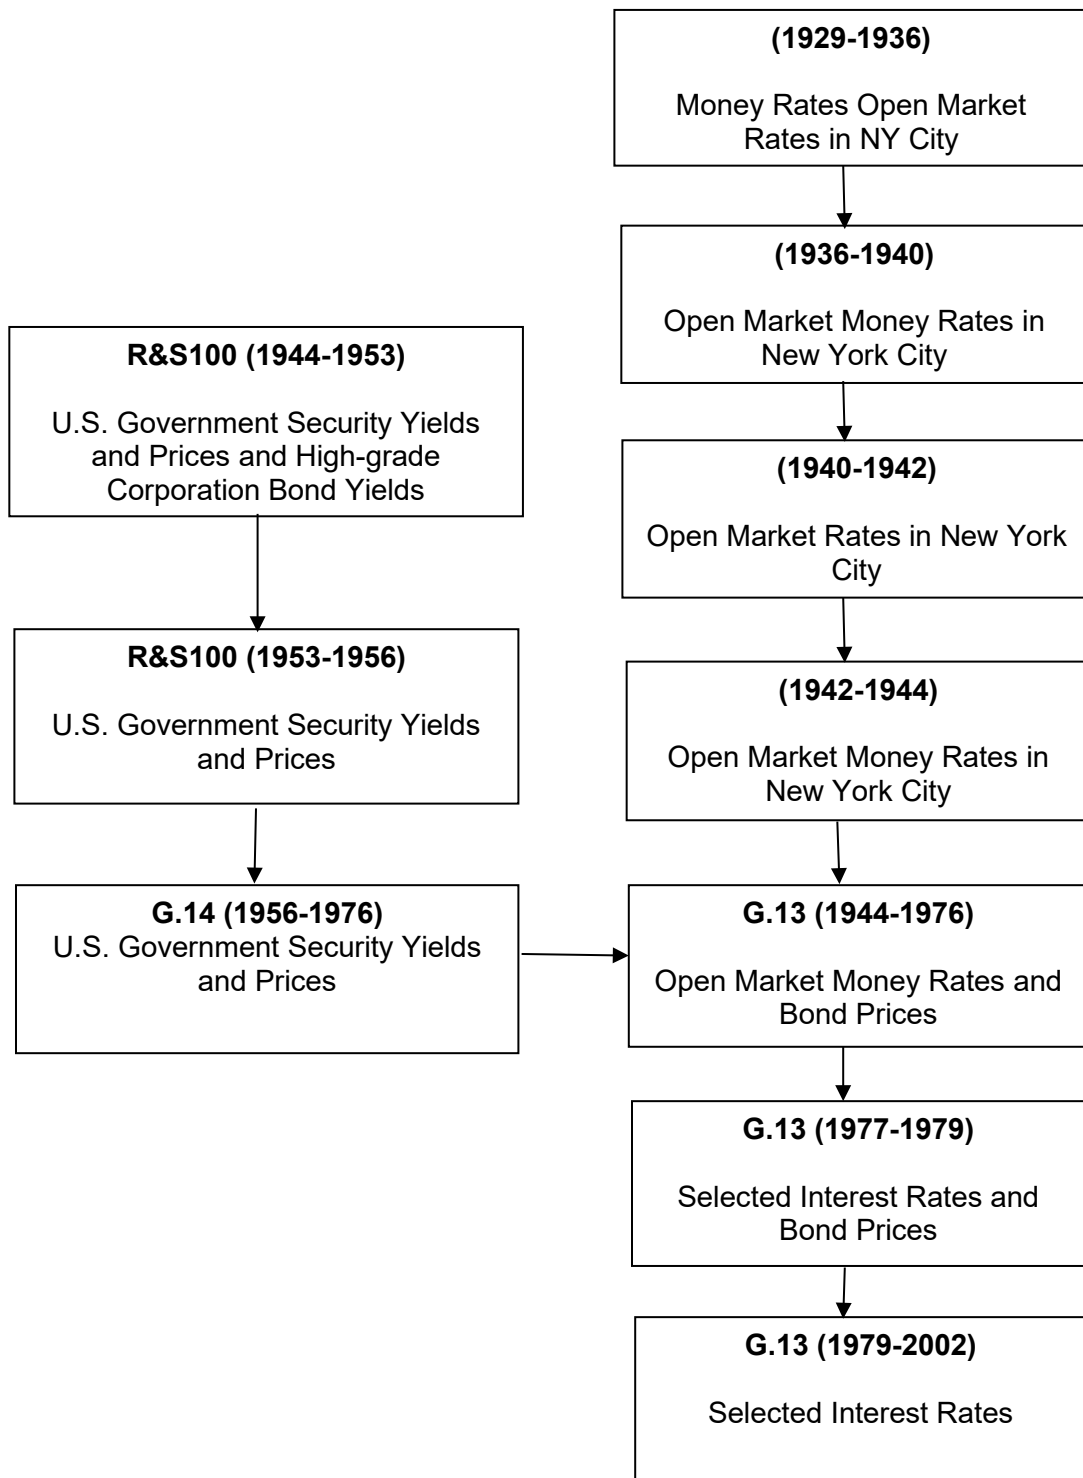 (1929-1936)
Money Rates Open Market
Rates in NY City
(1936-1940)
Open Market Money Rates in
New York City
R&S100 (1944-1953)
U.S. Government Security Yields
and Prices and High-grade
Corporation Bond Yields
(1940-1942)
Open Market Rates in New York
City
R&S100 (1953-1956)
U.S. Government Security Yields
and Prices
(1942-1944)
Open Market Money Rates in
New York City
G.14 (1956-1976)
U.S. Government Security Yields
and Prices
G.13 (1944-1976)
Open Market Money Rates and
Bond Prices
G.13 (1977-1979)
Selected Interest Rates and
Bond Prices
G.13 (1979-2002)
Selected Interest Rates